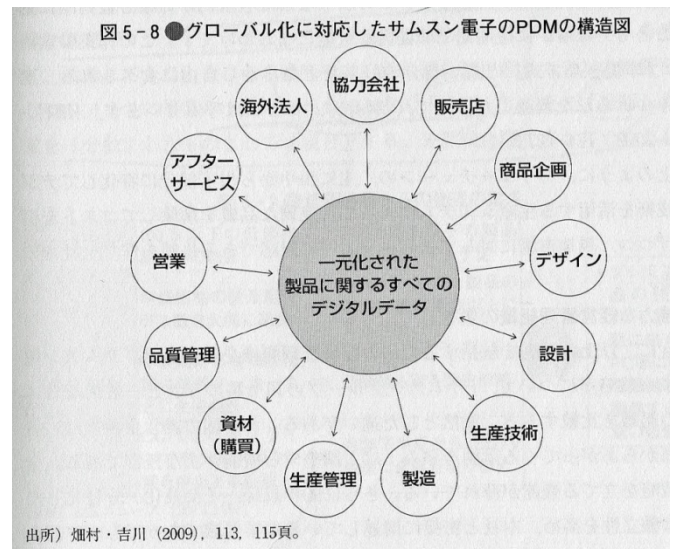 図5-8●グローバル化に対応したサムスン電子のPDMの構造図
協力会社
販売店
商品企画
デザイン
設計
生産技術
製造
生産管理
資材
(購買)
品質管理
営業
アフター
サービス
海外法人
一元化された
製品に関するすべての
デジタルデータ
出所) 畑村・吉川 (2009), 113, 115頁。